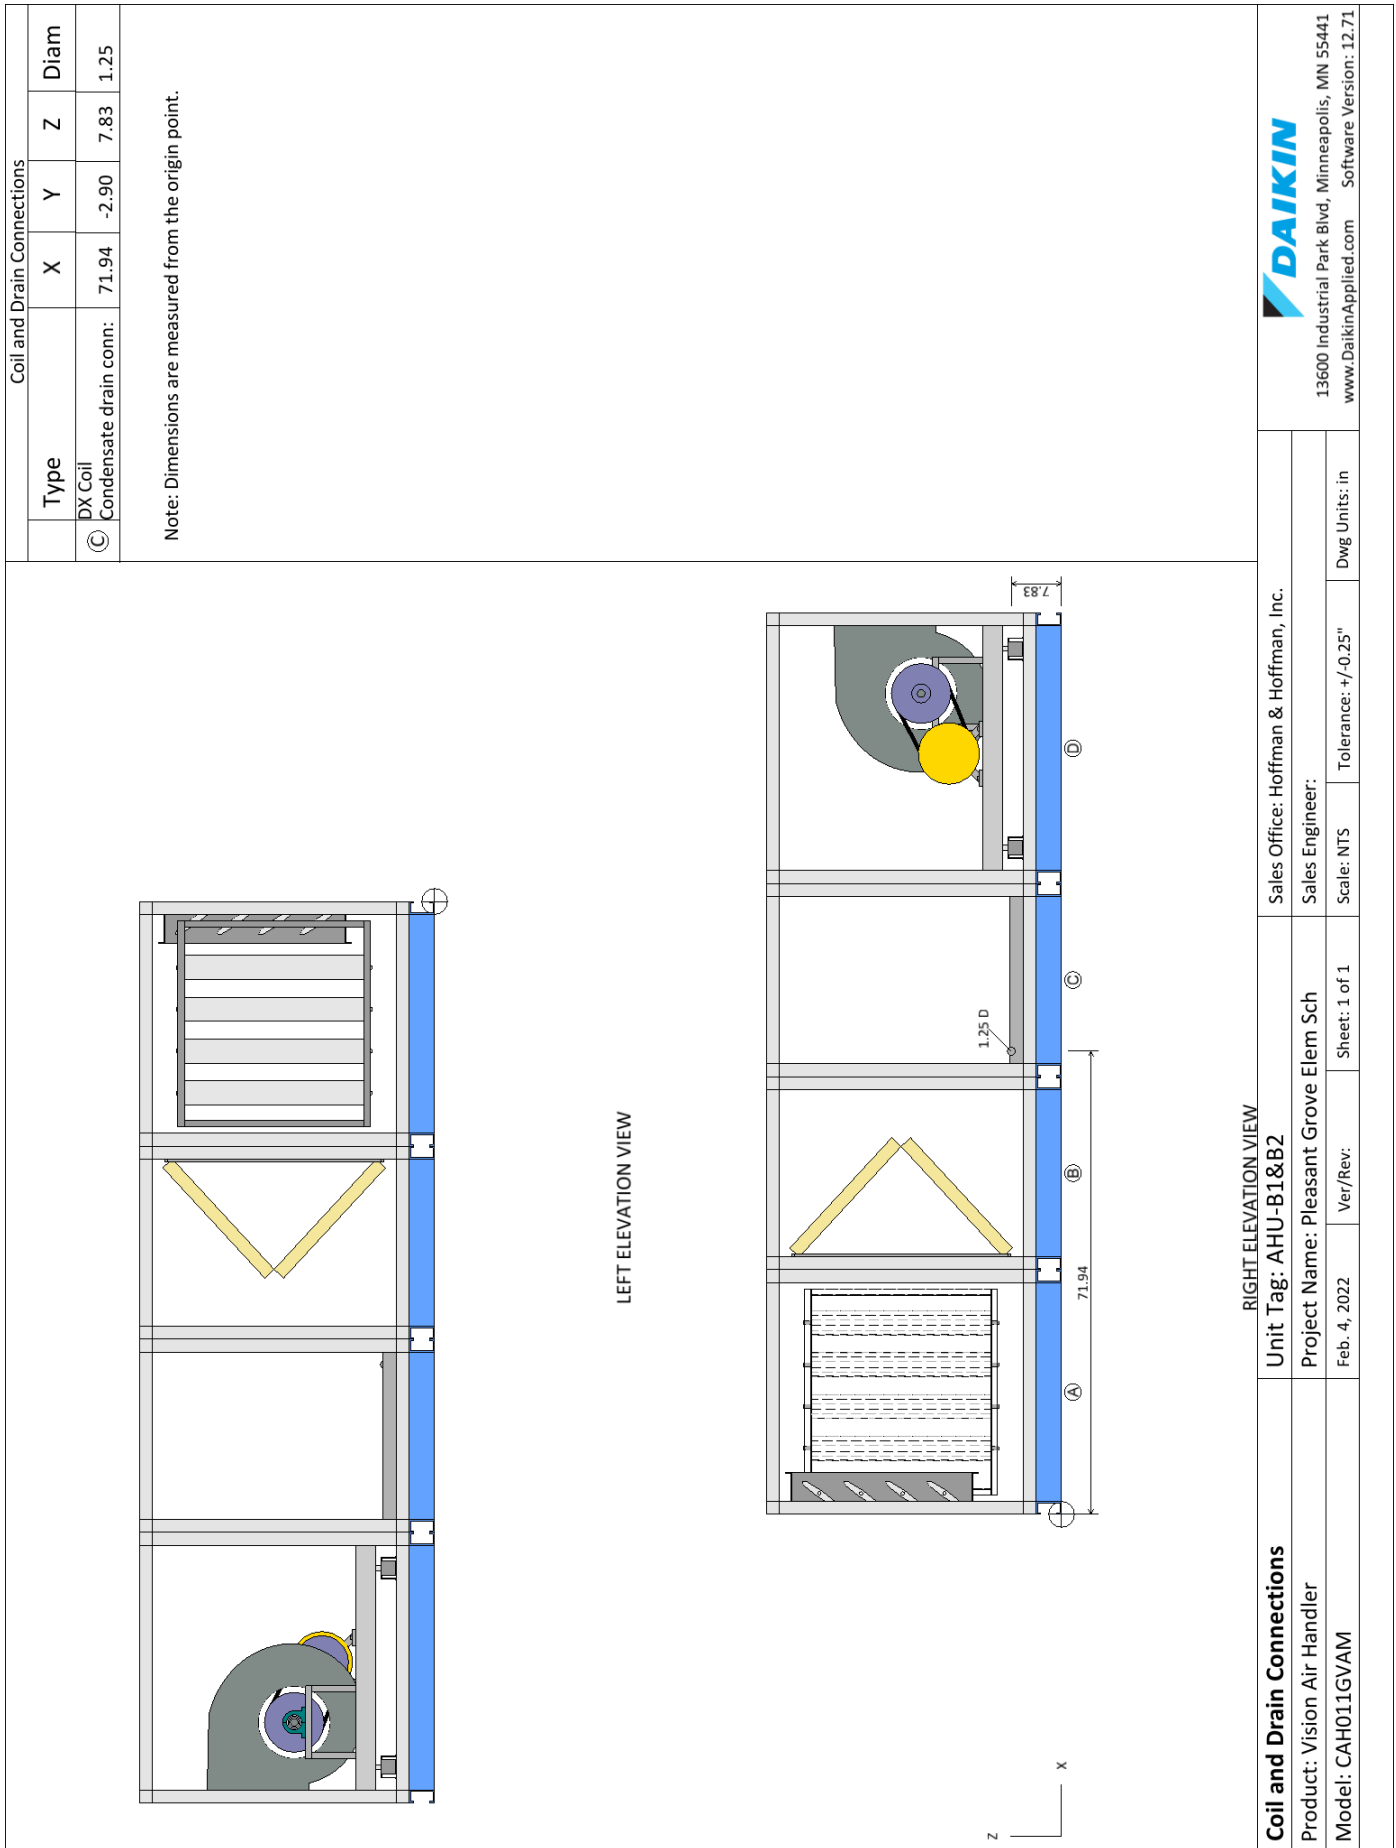 Coil and Drain Connections
Type X Y Z Diam
Ⓒ DX Coil
Condensate drain conn: 71.94 -2.90 7.83 1.25
Note: Dimensions are measured from the origin point.
LEFT ELEVATION VIEW
7.83
1.25 D
Ⓐ Ⓑ Ⓒ Ⓓ
71.94
Z
X
RIGHT ELEVATION VIEW
Coil and Drain Connections
Product: Vision Air Handler
Model: CAH011GVAM
Unit Tag: AHU-B1&B2
Project Name: Pleasant Grove Elem Sch
Feb. 4, 2022
Ver/Rev:
Sheet: 1 of 1
Sales Office: Hoffman & Hoffman, Inc.
Sales Engineer:
Scale: NTS
Tolerance: +/-0.25"
Dwg Units: in
DAIKIN
13600 Industrial Park Blvd, Minneapolis, MN 55441
www.DaikinApplied.com Software Version: 12.71